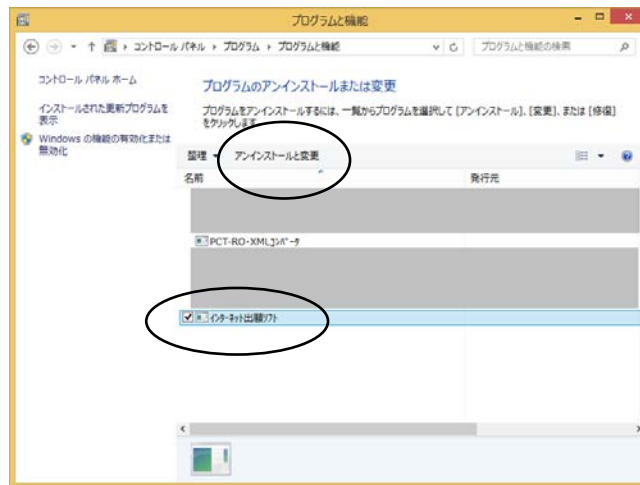 プログラムと機能
コントロール パネル ▸ プログラム ▸ プログラムと機能
プログラムと機能の検索
コントロール パネル ホーム
インストールされた更新プログラムを
表示
Windows の機能の有効化または
無効化
プログラムのアンインストールまたは変更
プログラムをアンインストールするには、一覧からプログラムを選択して [アンインストール]、[変更]、または [修復]
をクリックします。
整理 アンインストールと変更
名前 発行元
PCT-RO-XMLコンバータ
インターネット出願ソフト